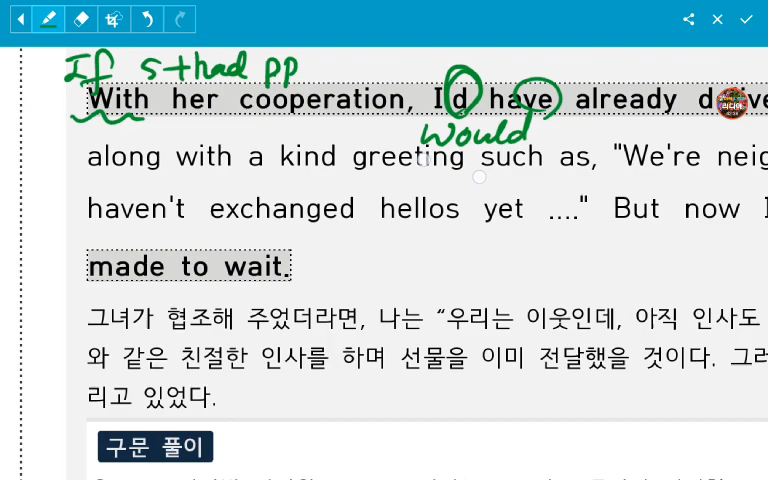 If s+had pp
With her cooperation, I'd have already
would
along with a kind greeting such as, "We're
haven't exchanged hellos yet ...." But now
made to wait.
그녀가 협조해 주었더라면, 나는 “우리는 이웃인데, 아직 인사도
와 같은 친절한 인사를 하며 선물을 이미 전달했을 것이다.
리고 있었다.
구문 풀이